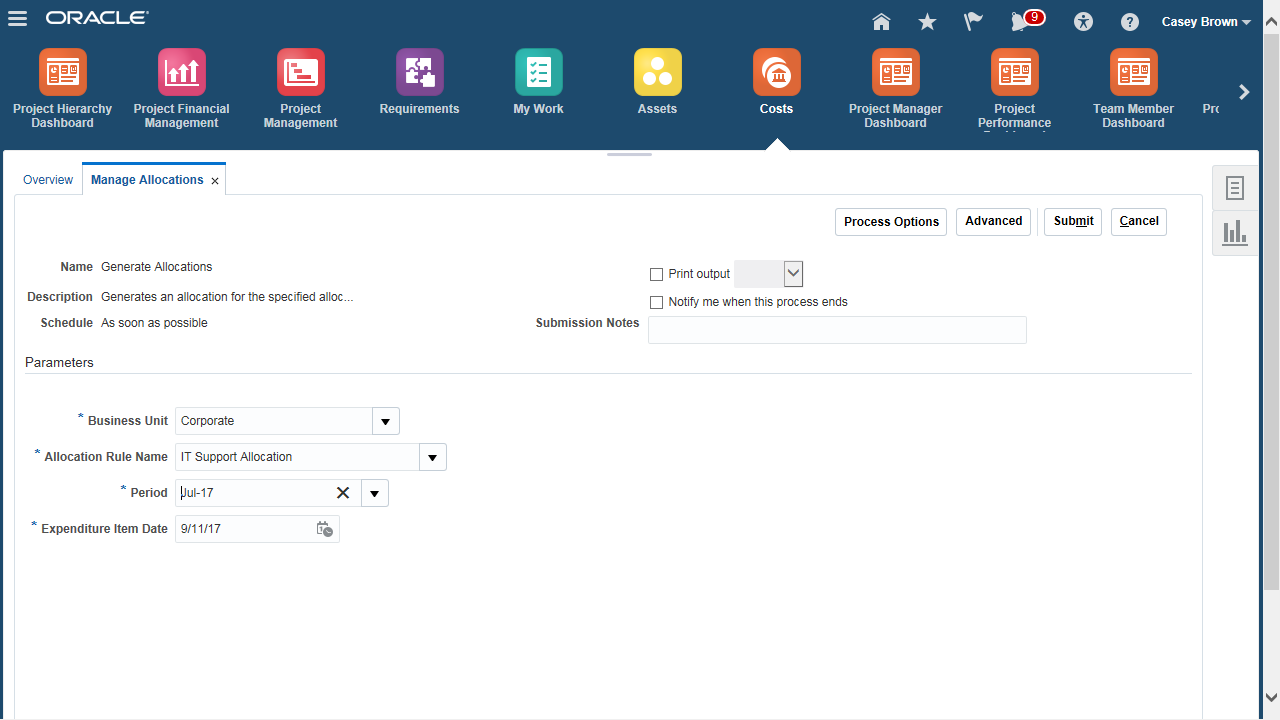 ORACLE
9
Casey Brown
Project Hierarchy
Dashboard
Project Financial
Management
Project
Management
Requirements
My Work
Assets
Costs
Project Manager
Dashboard
Project
Performance
Team Member
Dashboard
Overview
Manage Allocations
Process Options
Advanced
Submit
Cancel
Name Generate Allocations
Print output
Description Generates an allocation for the specified alloc...
Notify me when this process ends
Schedule As soon as possible
Submission Notes
Parameters
* Business Unit Corporate
* Allocation Rule Name IT Support Allocation
* Period Jul-17
* Expenditure Item Date 9/11/17